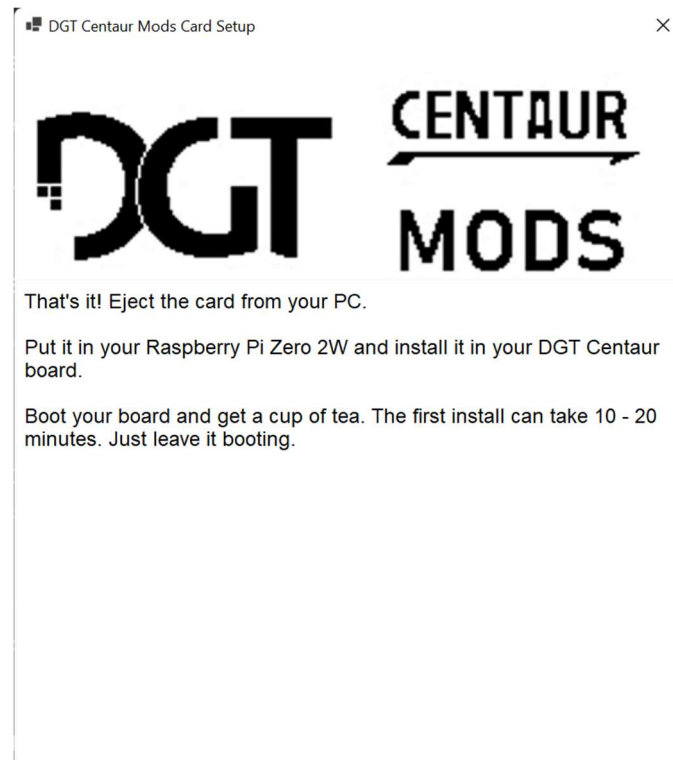 DGT Centaur Mods Card Setup
DGT
CENTAUR
MODS
That's it! Eject the card from your PC.
Put it in your Raspberry Pi Zero 2W and install it in your DGT Centaur
board.
Boot your board and get a cup of tea. The first install can take 10 - 20
minutes. Just leave it booting.